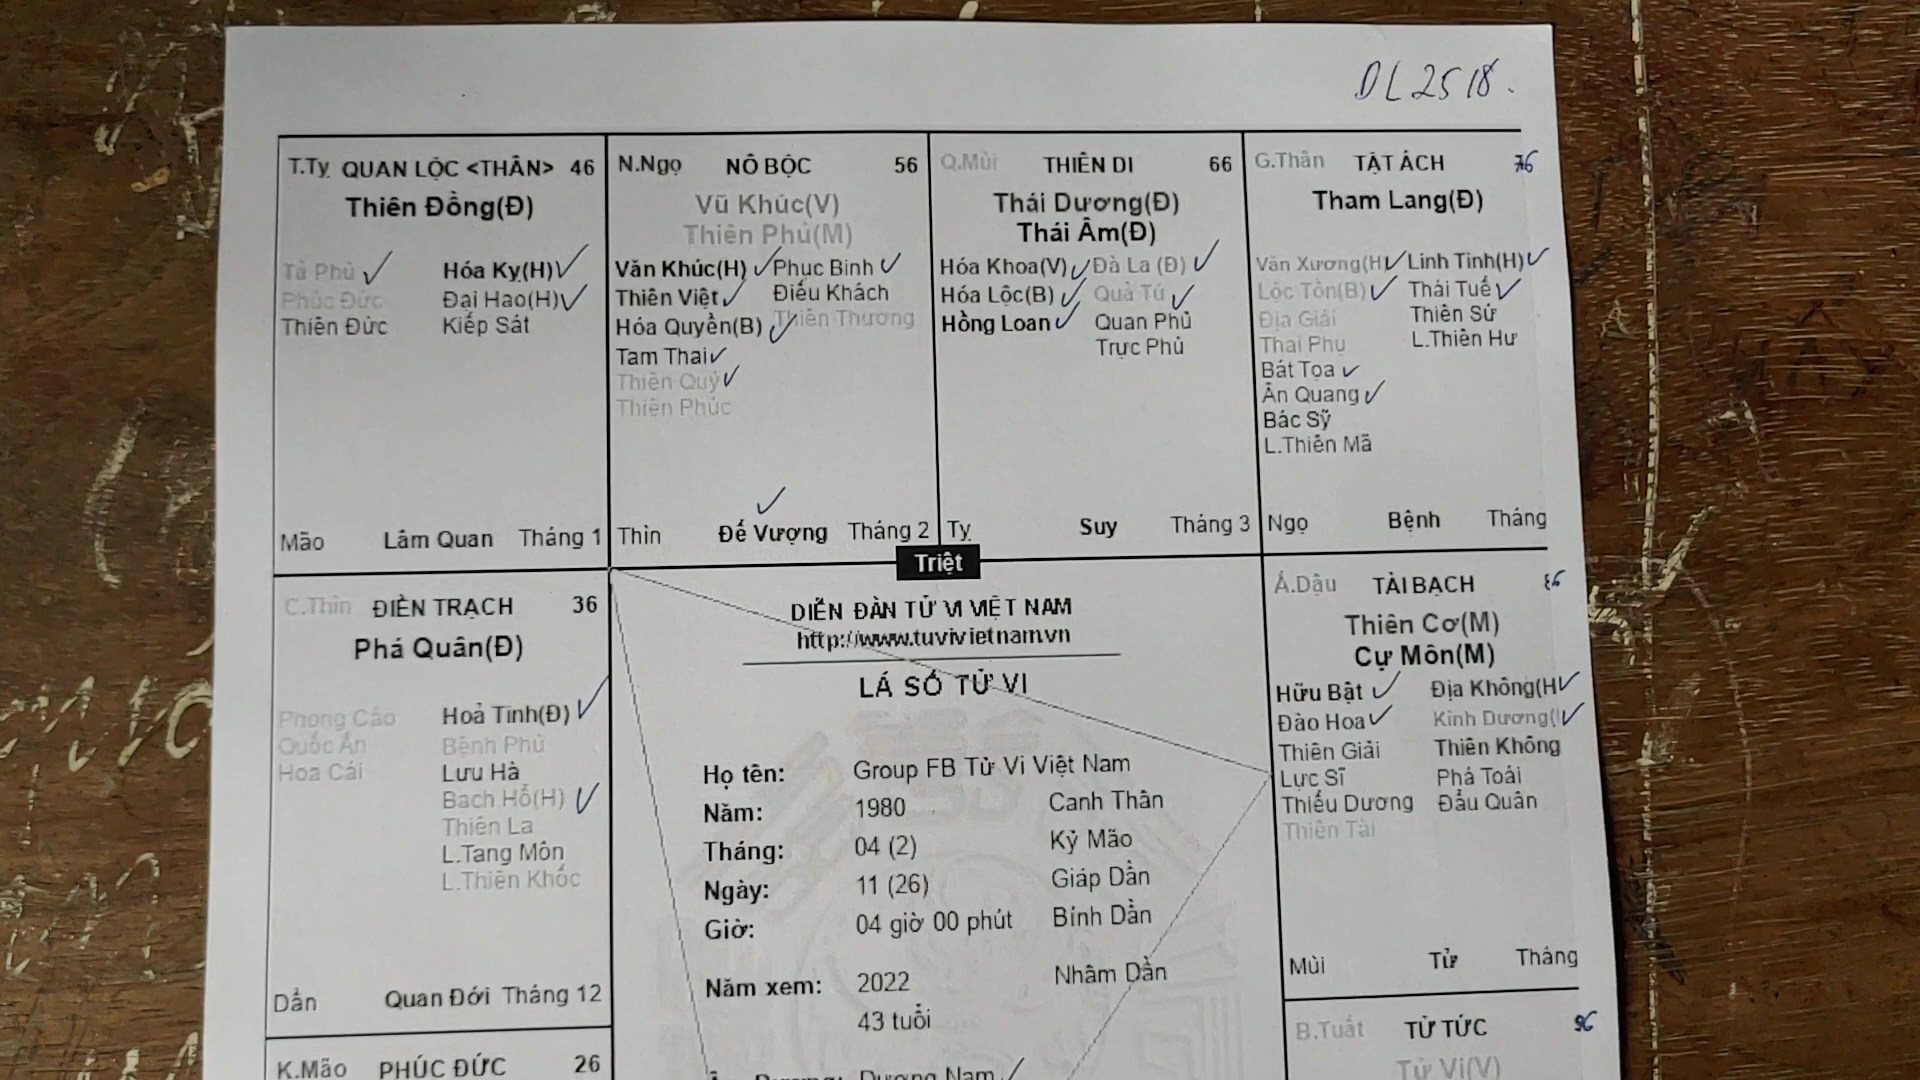 DL2518.
T.Tỵ QUAN LỘC <THÂN> 46
Thiên Đồng(Đ)
Tả Phù Hóa Kỵ(H)
Phúc Đức Đại Hao(H)
Thiên Đức Kiếp Sát
Mão Lâm Quan Tháng 1
N.Ngọ NÔ BỘC 56
Vũ Khúc(V)
Thiên Phủ(M)
Văn Khúc(H) Phục Binh
Thiên Việt Điếu Khách
Hóa Quyền(B) Thiên Thương
Tam Thai
Thiên Quý
Thiên Phúc
Thìn Đế Vượng Tháng 2
Q.Mùi THIÊN DI 66
Thái Dương(Đ)
Thái Âm(Đ)
Hóa Khoa(V) Đà La (Đ)
Hóa Lộc(B) Quả Tú
Hồng Loan Quan Phủ
Trực Phù
Tỵ Suy Tháng 3
G.Thân TẬT ÁCH 76
Tham Lang(Đ)
Văn Xương(H Linh Tinh(H)
Lộc Tồn(B) Thái Tuế
Địa Giải Thiên Sứ
Thai Phụ L.Thiên Hư
Bát Tọa
Ân Quang
Bác Sỹ
L.Thiên Mã
Ngọ Bệnh Tháng
Triệt
C.Thìn ĐIỀN TRẠCH 36
Phá Quân(Đ)
Phong Cáo Hoả Tinh(Đ)
Quốc Ấn Bệnh Phù
Hoa Cái Lưu Hà
Bạch Hổ(H)
Thiên La
L.Tang Môn
L.Thiên Khốc
Dần Quan Đới Tháng 12
DIỄN ĐÀN TỬ VI VIỆT NAM
http://www.tuvivietnam.vn
LÁ SỐ TỬ VI
Họ tên: Group FB Tử Vi Việt Nam
Năm: 1980 Canh Thân
Tháng: 04 (2) Kỷ Mão
Ngày: 11 (26) Giáp Dần
Giờ: 04 giờ 00 phút Bính Dần
Năm xem: 2022 Nhâm Dần
43 tuổi
Dương Nam
Ấ.Dậu TÀI BẠCH 86
Thiên Cơ(M)
Cự Môn(M)
Hữu Bật Địa Không(H
Đào Hoa Kình Dương(
Thiên Giải Thiên Không
Lực Sĩ Phá Toái
Thiếu Dương Đẩu Quân
Thiên Tài
Mùi Tử Tháng
K.Mão PHÚC ĐỨC 26
B.Tuất TỬ TỨC 96
Tử Vi(V)